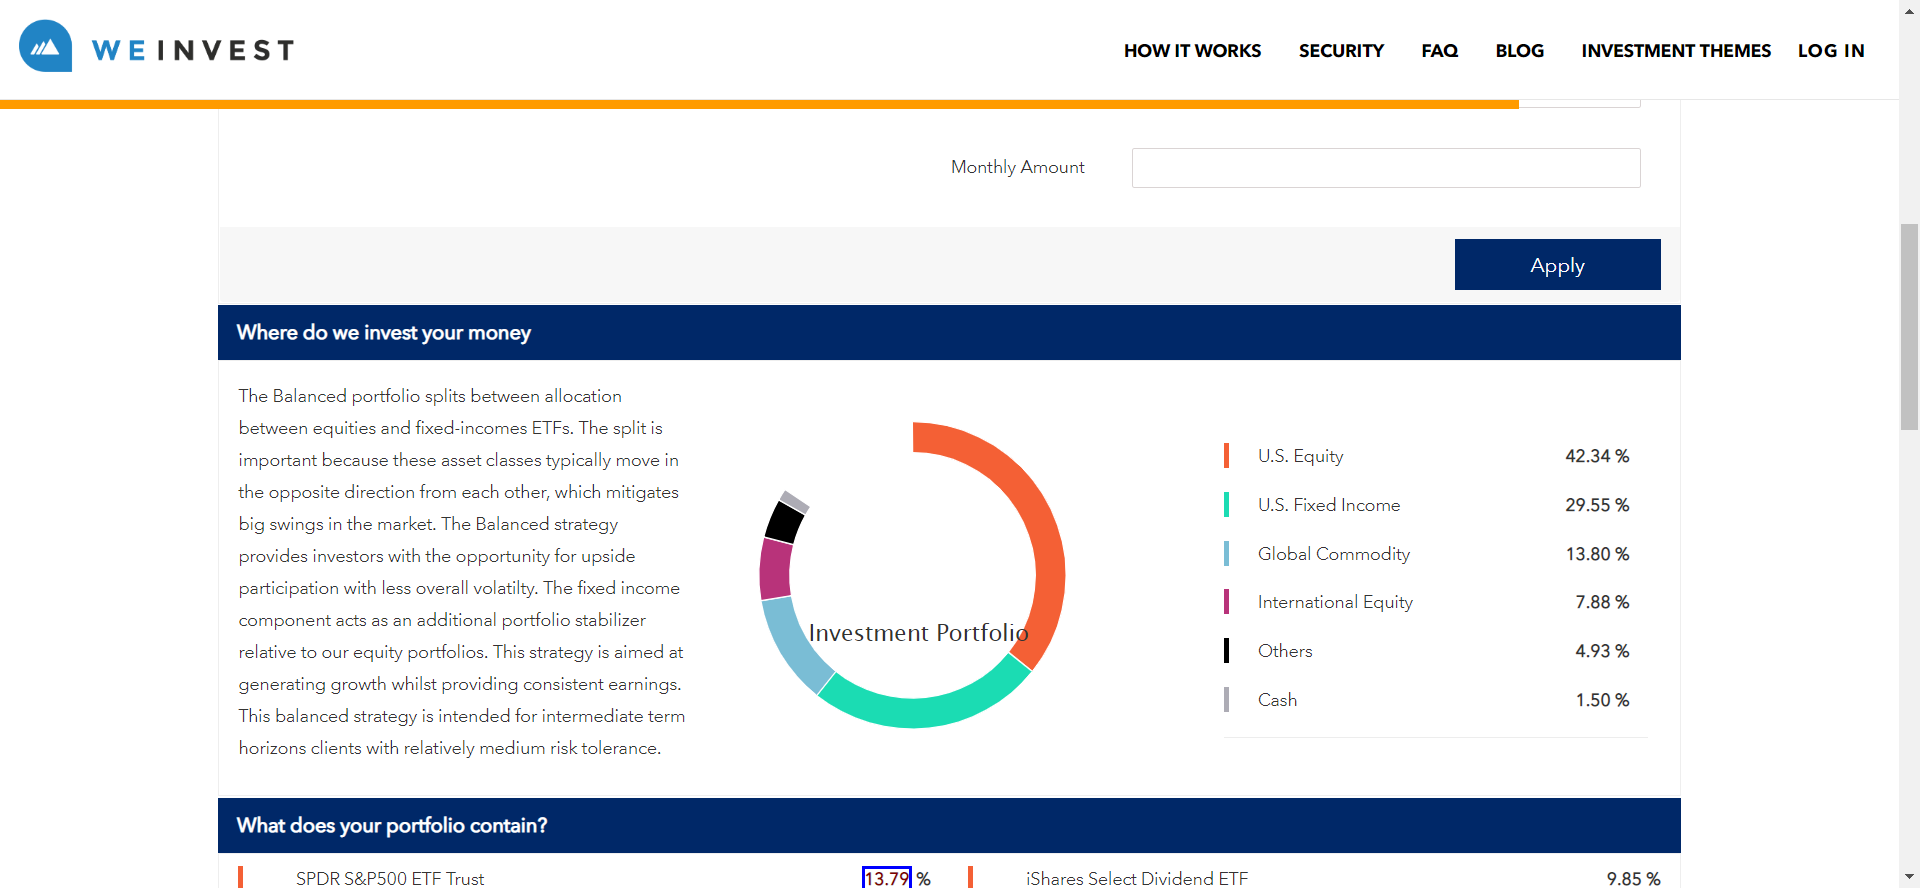 WEINVEST
HOW IT WORKS SECURITY FAQ BLOG INVESTMENT THEMES LOG IN
Monthly Amount
Apply
Where do we invest your money
The Balanced portfolio splits between allocation
between equities and fixed-incomes ETFs. The split is
important because these asset classes typically move in
the opposite direction from each other, which mitigates
big swings in the market. The Balanced strategy
provides investors with the opportunity for upside
participation with less overall volatilty. The fixed income
component acts as an additional portfolio stabilizer
relative to our equity portfolios. This strategy is aimed at
generating growth whilst providing consistent earnings.
This balanced strategy is intended for intermediate term
horizons clients with relatively medium risk tolerance.
Investment Portfolio
U.S. Equity 42.34 %
U.S. Fixed Income 29.55 %
Global Commodity 13.80 %
International Equity 7.88 %
Others 4.93 %
Cash 1.50 %
What does your portfolio contain?
SPDR S&P500 ETF Trust 13.79 %
iShares Select Dividend ETF 9.85 %